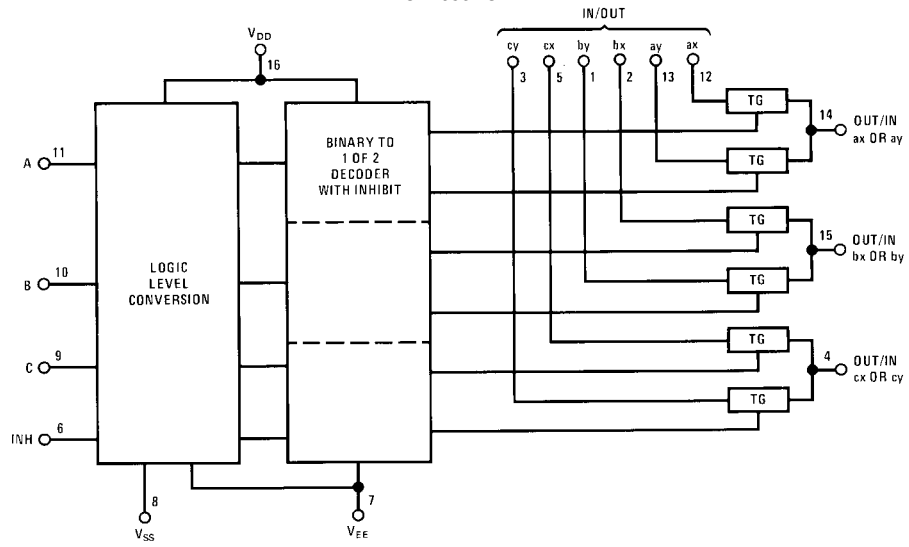 IN/OUT
VDD
cy cx by bx ay ax
16
3 5 1 2 13 12
TG
14
OUT/IN
ax OR ay
BINARY TO
1 OF 2
DECODER
WITH INHIBIT
A 11
TG
TG
15
OUT/IN
bx OR by
B 10
LOGIC
LEVEL
CONVERSION
TG
TG
4
OUT/IN
cx OR cy
C 9
TG
INH 6
8
7
VSS
VEE